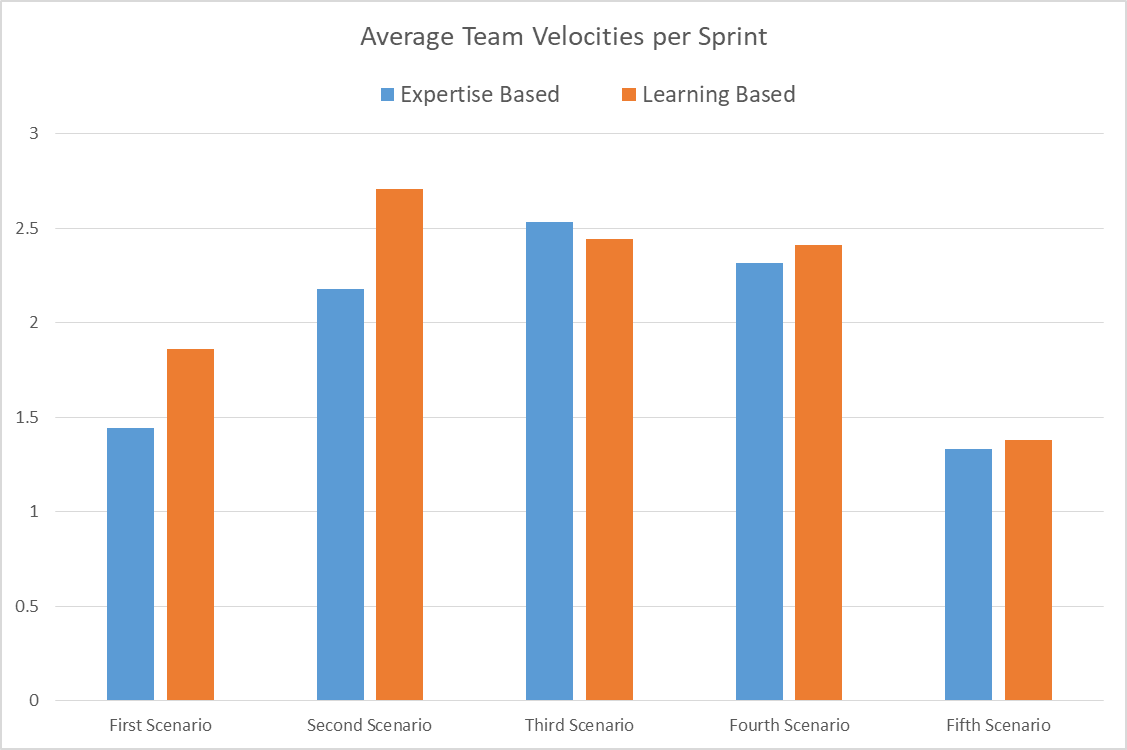 Average Team Velocities per Sprint
Expertise Based Learning Based
3
2.5
2
1.5
1
0.5
0
First Scenario Second Scenario Third Scenario Fourth Scenario Fifth Scenario